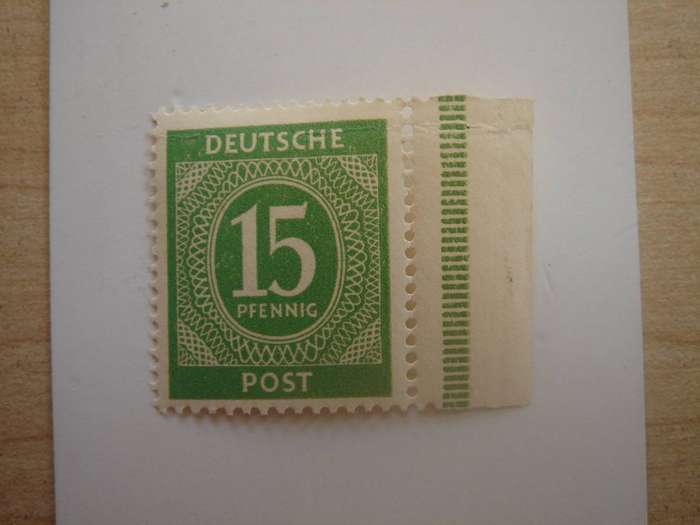 DEUTSCHE
15
PFENNIG
POST